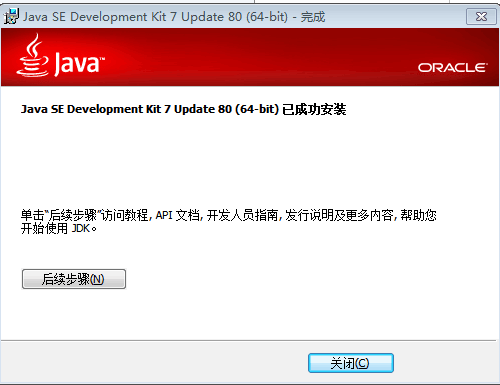 Java SE Development Kit 7 Update 80 (64-bit) - 完成
Java™
ORACLE®
Java SE Development Kit 7 Update 80 (64-bit) 已成功安装
单击“后续步骤”访问教程, API 文档, 开发人员指南, 发行说明及更多内容, 帮助您
开始使用 JDK。
后续步骤(N)
关闭(C)